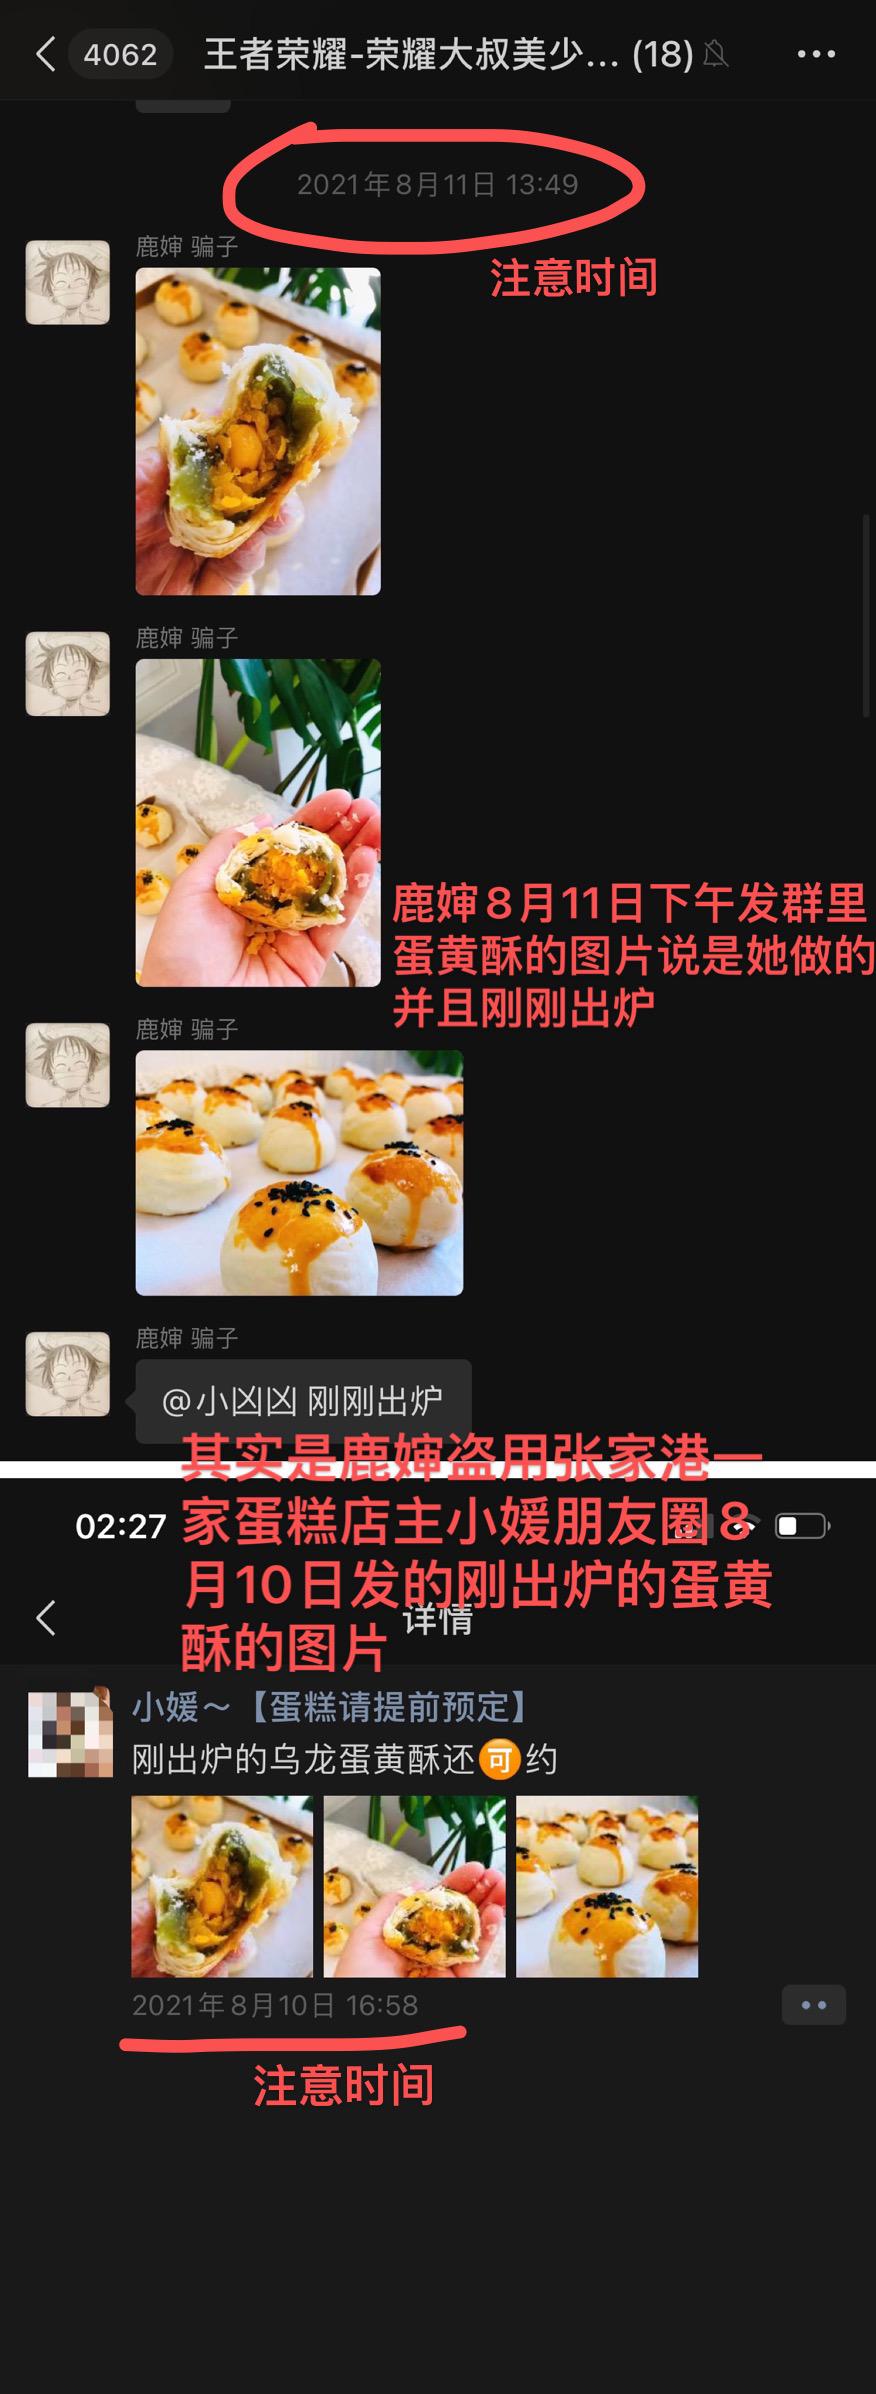 4062
王者荣耀-荣耀大叔美少... (18)
2021年8月11日 13:49
注意时间
鹿婶 骗子
鹿婶 骗子
鹿婶8月11日下午发群里
蛋黄酥的图片说是她做的
并且刚刚出炉
鹿婶 骗子
鹿婶 骗子
@小凶凶 刚刚出炉
其实是鹿婶盗用张家港一
家蛋糕店主小媛朋友圈8
月10日发的刚出炉的蛋黄
酥的图片
02:27
详情
小媛～【蛋糕请提前预定】
刚出炉的乌龙蛋黄酥还🉑约
2021年8月10日 16:58
注意时间